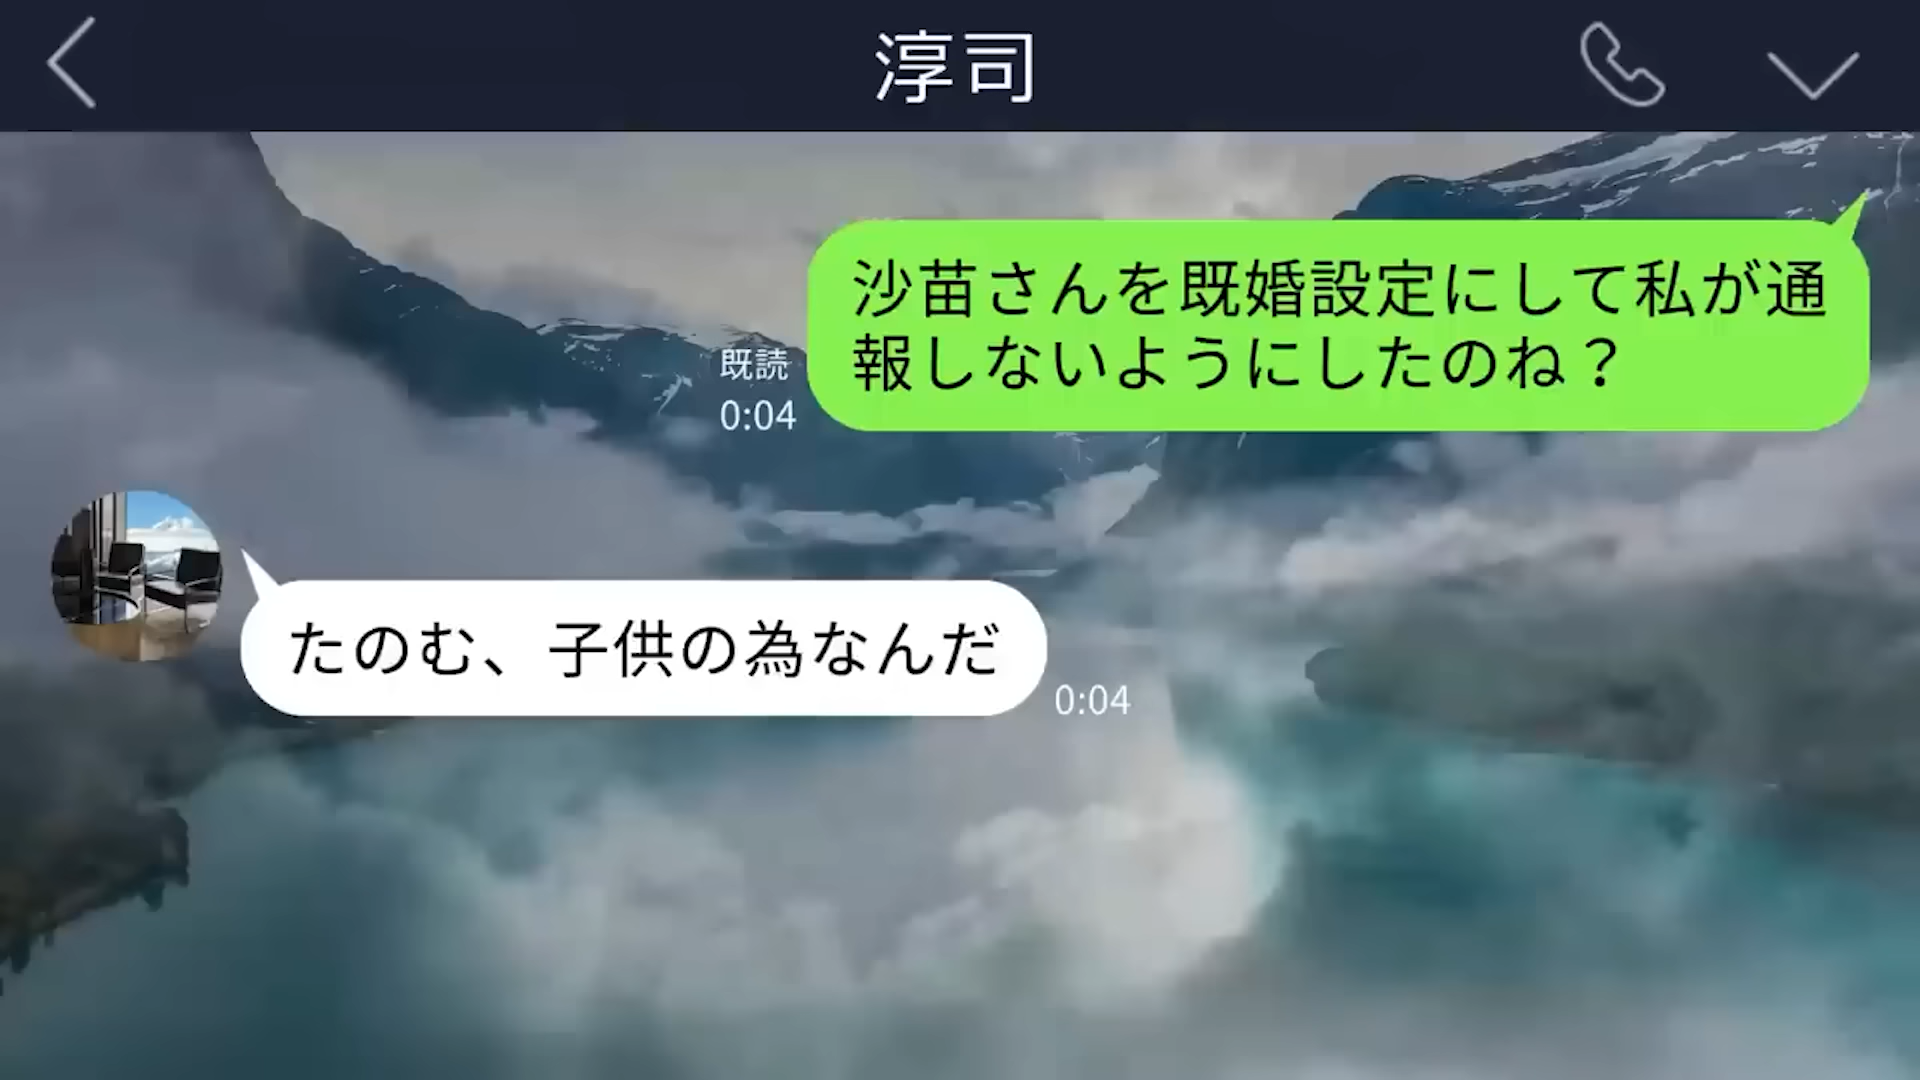 淳司
沙苗さんを既婚設定にして私が通
報しないようにしたのね？
既読
0:04
たのむ、子供の為なんだ
0:04